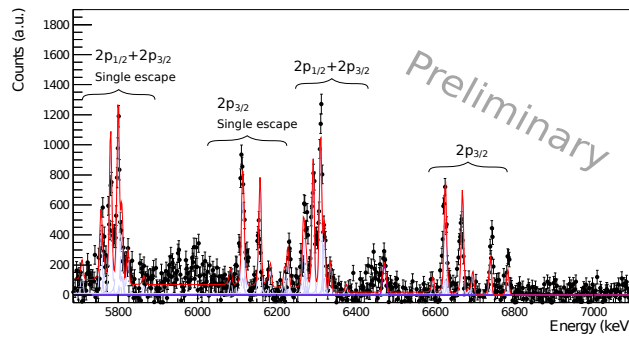 Counts (a.u.)
1800
1600
1400
1200
1000
800
600
400
200
0
2p1/2+2p3/2
Single escape
2p3/2
Single escape
2p1/2+2p3/2
2p3/2
Preliminary
5800
6000
6200
6400
6600
6800
7000
Energy (keV